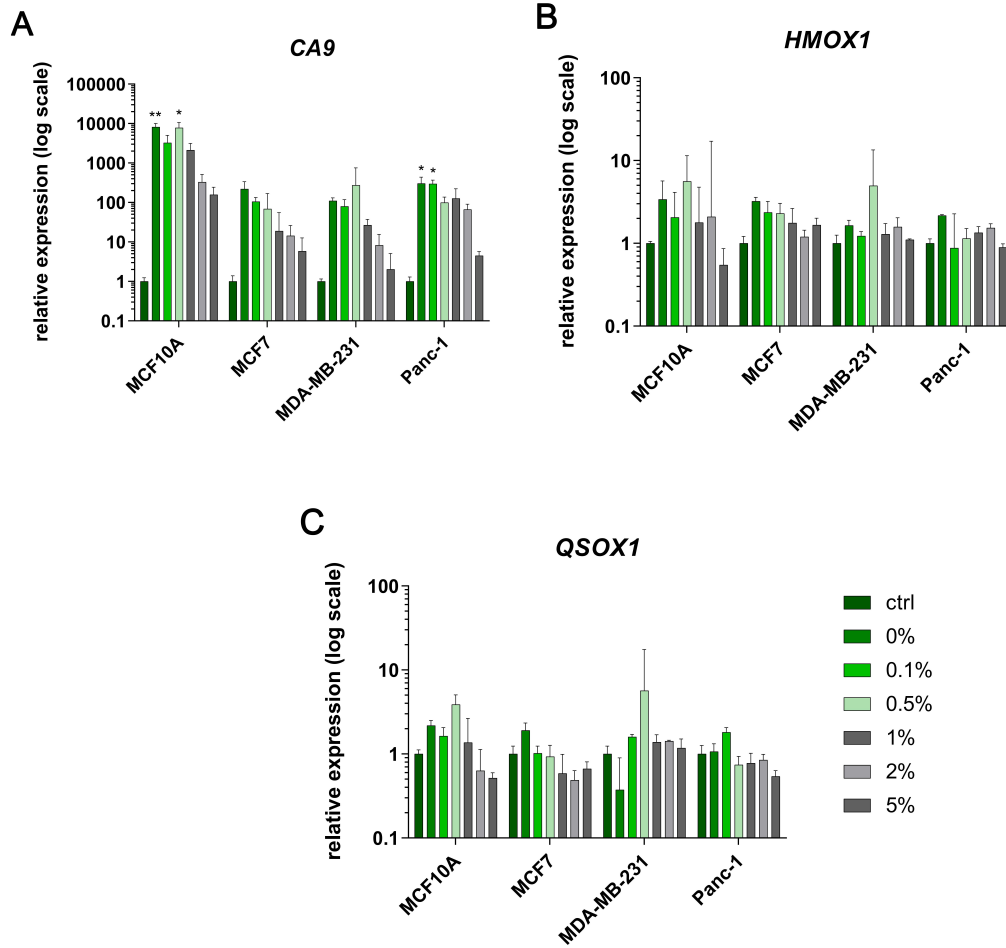 A
CA9
relative expression (log scale)
100000
10000
1000
100
10
1
0.1
** *
* *
MCF10A
MCF7
MDA-MB-231
Panc-1
B
HMOX1
relative expression (log scale)
100
10
1
0.1
MCF10A
MCF7
MDA-MB-231
Panc-1
C
QSOX1
relative expression (log scale)
100
10
1
0.1
MCF10A
MCF7
MDA-MB-231
Panc-1
ctrl
0%
0.1%
0.5%
1%
2%
5%